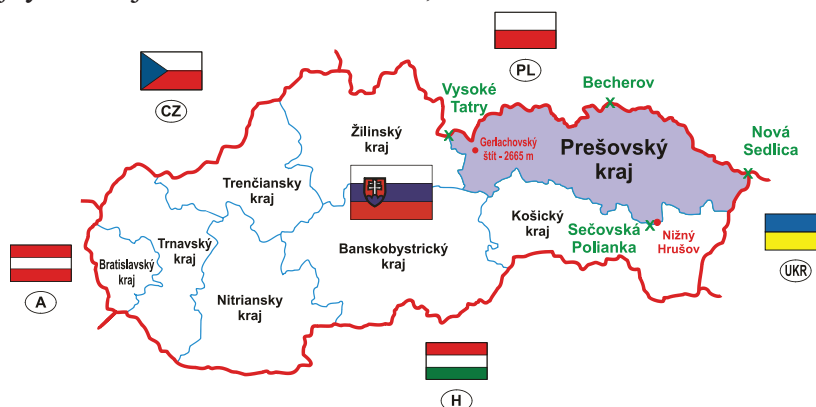 PL
CZ
Vysoké
Tatry
Becherov
Nová
Sedlica
Žilinský
kraj
Gerlachovský
štít - 2665 m
Prešovský
kraj
Trenčiansky
kraj
Košický
kraj
Sečovská
Polianka
Nižný
Hrušov
Trnavský
kraj
Banskobystrický
kraj
Bratislavský
kraj
Nitriansky
kraj
A
UKR
H